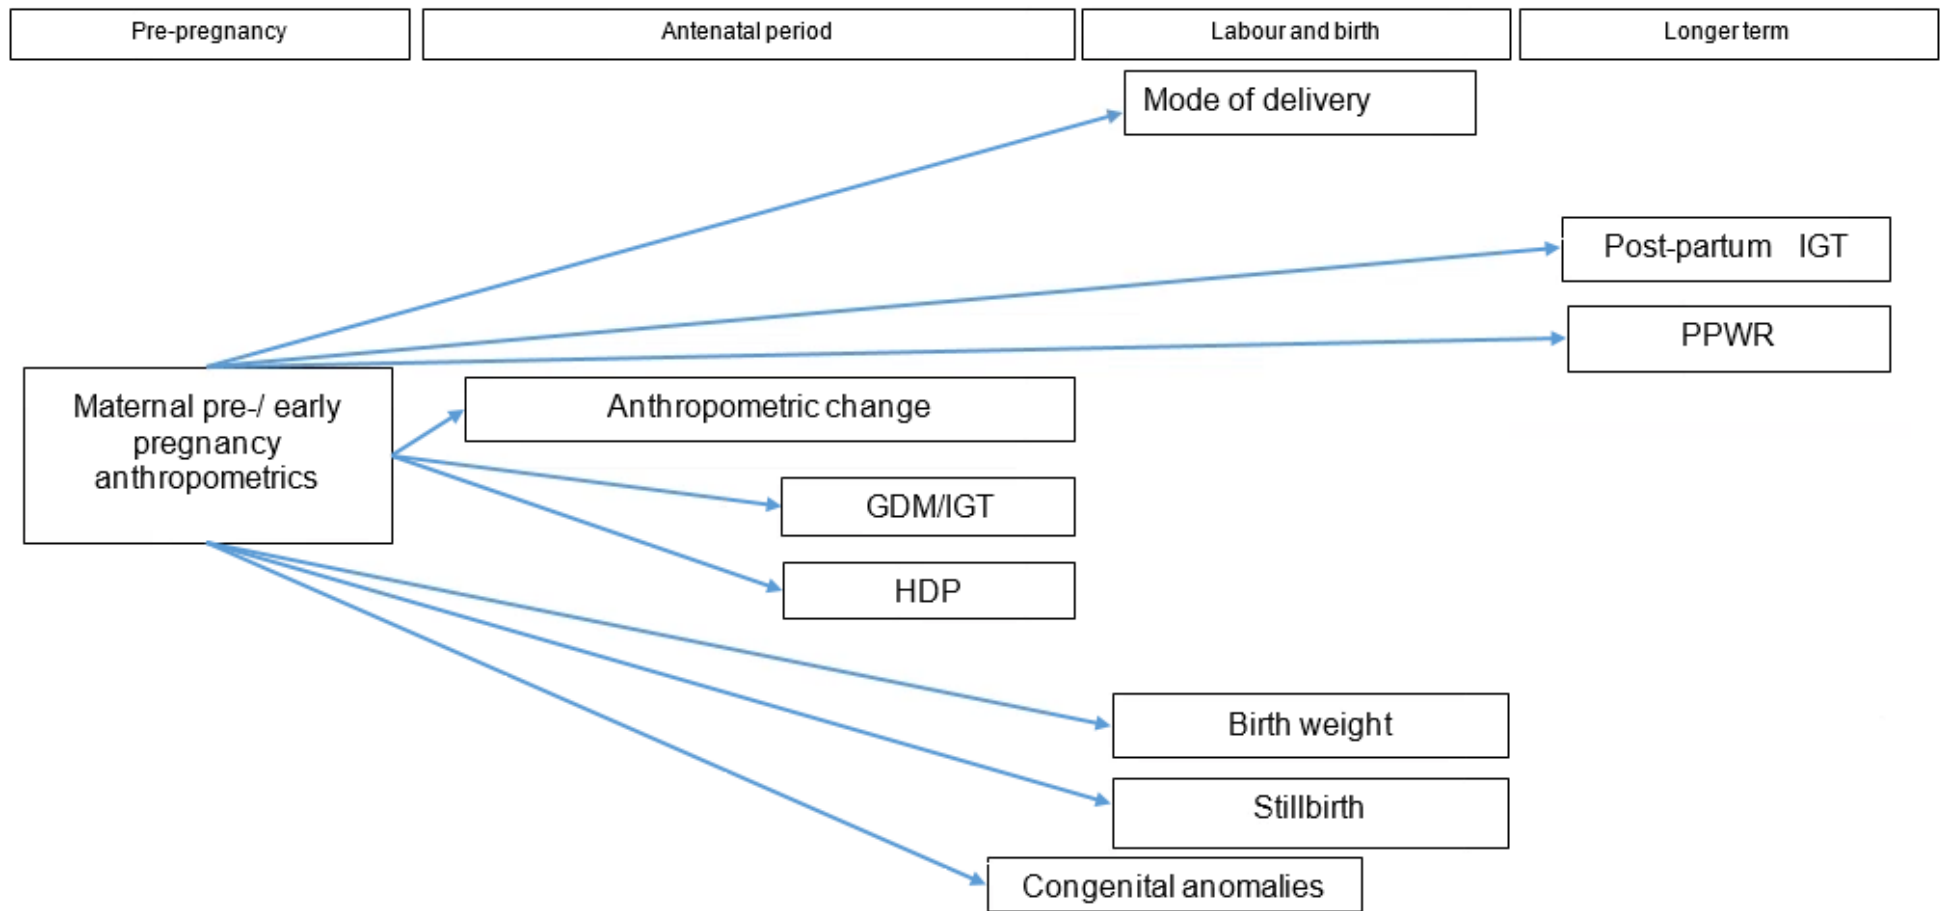 Pre-pregnancy
Antenatal period
Labour and birth
Longer term
Mode of delivery
Post-partum IGT
PPWR
Maternal pre-/ early
pregnancy
anthropometrics
Anthropometric change
GDM/IGT
HDP
Birth weight
Stillbirth
Congenital anomalies